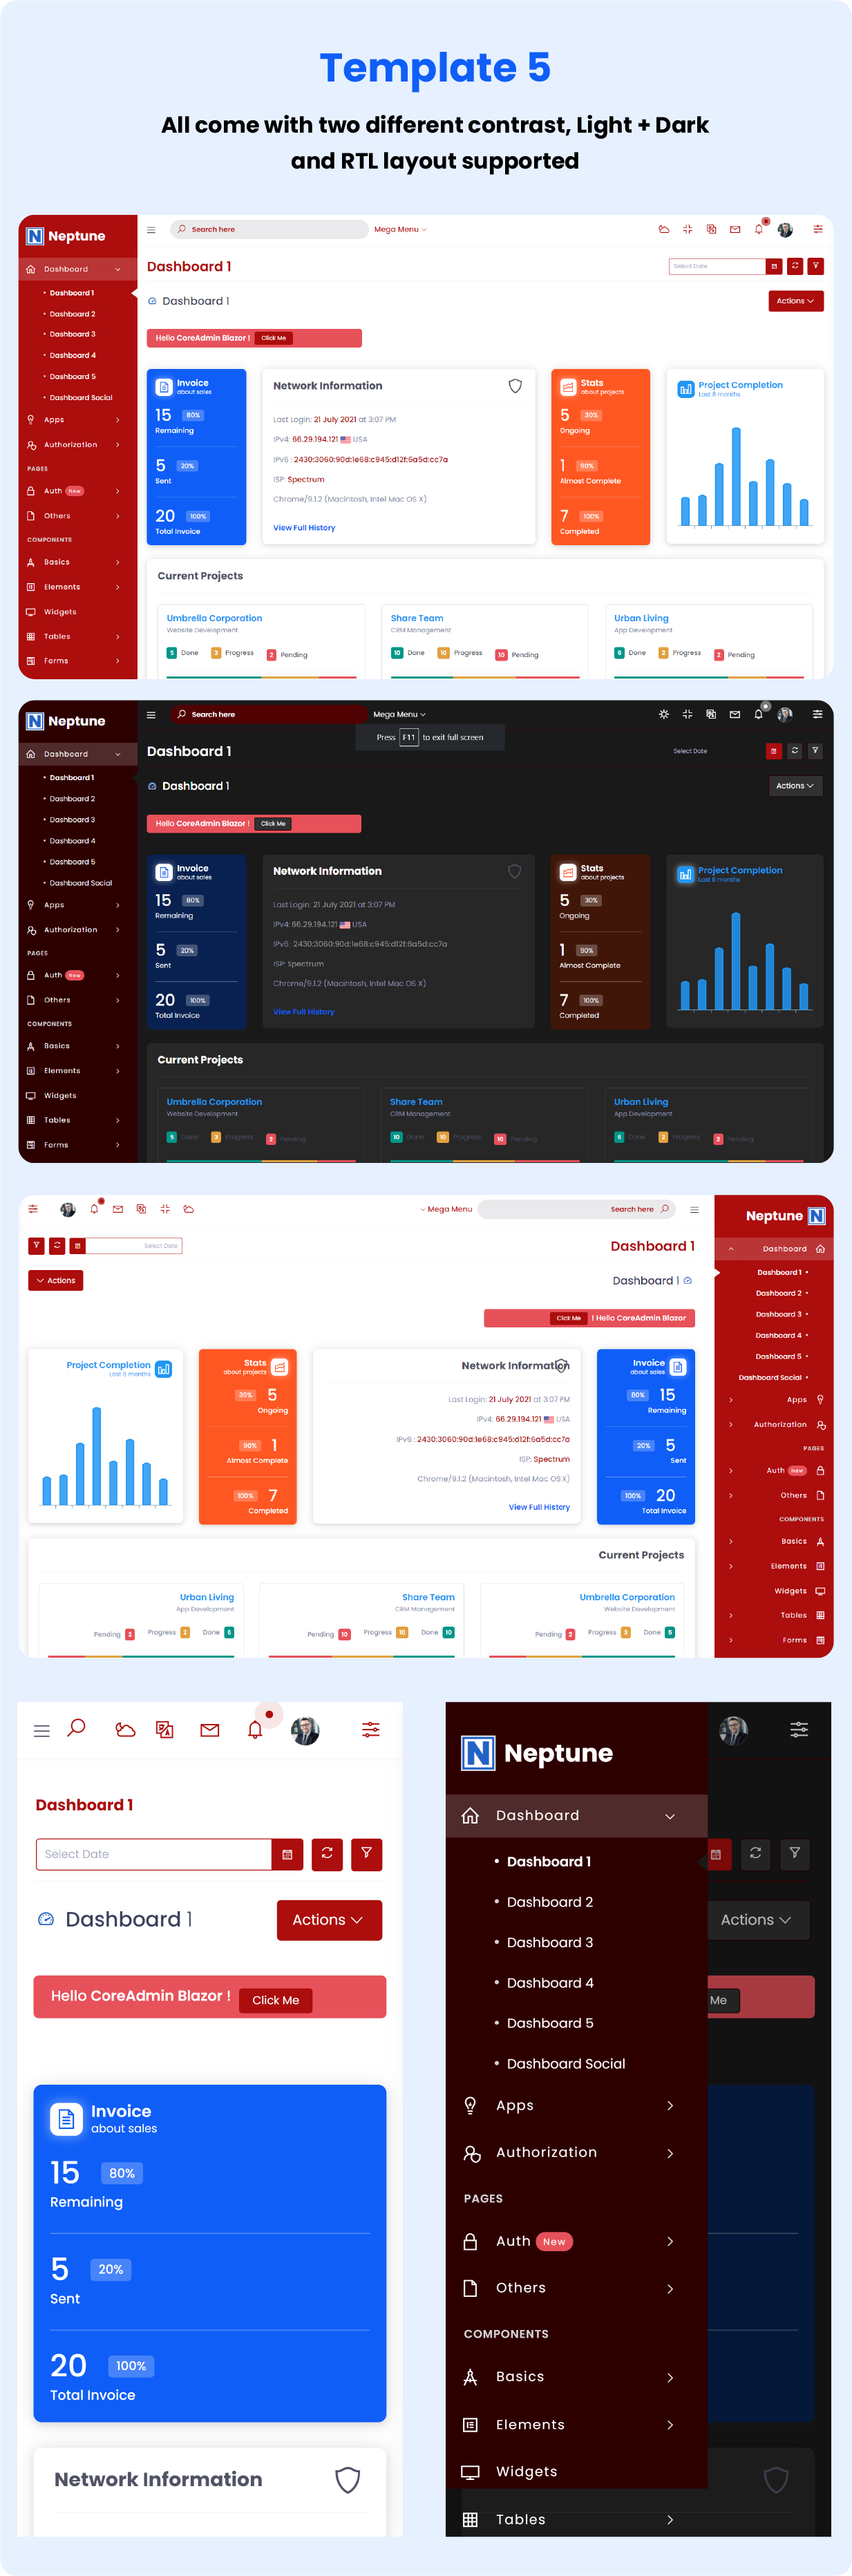 Template 5
All come with two different contrast, Light + Dark
and RTL layout supported
Neptune
Search here
Mega Menu
Dashboard
Dashboard 1
Select Date
Dashboard 1
Dashboard 1
Actions
Dashboard 2
Dashboard 3
Hello CoreAdmin Blazor ! Click Me
Dashboard 4
Dashboard 5
Dashboard Social
Apps
Authorization
PAGES
Auth New
Others
COMPONENTS
Basics
Elements
Widgets
Tables
Forms
Invoice
about sales
15 80%
Remaining
5 20%
Sent
20 100%
Total Invoice
Network Information
Last Login: 21 July 2021 at 3:07 PM
IPv4: 66.29.194.121 USA
IPv6 : 2430:3060:90d:1e68:c945:d12f:6a5d:cc7a
ISP: Spectrum
Chrome/9.1.2 (Macintosh, Intel Mac OS X)
View Full History
Stats
about projects
5 30%
Ongoing
1 90%
Almost Complete
7 100%
Completed
Project Completion
Last 8 months
Current Projects
Umbrella Corporation
Website Development
5 Done 3 Progress 2 Pending
Share Team
CRM Management
10 Done 10 Progress 10 Pending
Urban Living
App Development
6 Done 2 Progress 2 Pending
Neptune
Search here
Mega Menu
Press F11 to exit full screen
Dashboard
Dashboard 1
Select Date
Dashboard 1
Dashboard 1
Actions
Dashboard 2
Dashboard 3
Hello CoreAdmin Blazor ! Click Me
Dashboard 4
Dashboard 5
Dashboard Social
Apps
Authorization
PAGES
Auth New
Others
COMPONENTS
Basics
Elements
Widgets
Tables
Forms
Invoice
about sales
15 80%
Remaining
5 20%
Sent
20 100%
Total Invoice
Network Information
Last Login: 21 July 2021 at 3:07 PM
IPv4: 66.29.194.121 USA
IPv6 : 2430:3060:90d:1e68:c945:d12f:6a5d:cc7a
ISP: Spectrum
Chrome/9.1.2 (Macintosh, Intel Mac OS X)
View Full History
Stats
about projects
5 30%
Ongoing
1 90%
Almost Complete
7 100%
Completed
Project Completion
Last 8 months
Current Projects
Umbrella Corporation
Website Development
5 Done 3 Progress 2 Pending
Share Team
CRM Management
10 Done 10 Progress 10 Pending
Urban Living
App Development
6 Done 2 Progress 2 Pending
Mega Menu
Search here
Neptune
Select Date
Dashboard 1
Actions
Dashboard 1
Click Me ! Hello CoreAdmin Blazor
Dashboard
Dashboard 1
Dashboard 2
Dashboard 3
Dashboard 4
Dashboard 5
Dashboard Social
Apps
Authorization
PAGES
Auth New
Others
COMPONENTS
Basics
Elements
Widgets
Tables
Forms
Project Completion
Last 8 months
Stats
about projects
30% 5
Ongoing
90% 1
Almost Complete
100% 7
Completed
Network Information
Last Login: 21 July 2021 at 3:07 PM
IPv4: 66.29.194.121 USA
IPv6 : 2430:3060:90d:1e68:c945:d12f:6a5d:cc7a
ISP: Spectrum
Chrome/9.1.2 (Macintosh, Intel Mac OS X)
View Full History
Invoice
about sales
80% 15
Remaining
20% 5
Sent
100% 20
Total Invoice
Current Projects
Urban Living
App Development
Pending 2 Progress 2 Done 6
Share Team
CRM Management
Pending 10 Progress 10 Done 10
Umbrella Corporation
Website Development
Pending 2 Progress 3 Done 5
Dashboard 1
Select Date
Dashboard 1
Actions
Hello CoreAdmin Blazor ! Click Me
Invoice
about sales
15 80%
Remaining
5 20%
Sent
20 100%
Total Invoice
Network Information
Neptune
Dashboard
Dashboard 1
Dashboard 2
Actions
Dashboard 3
Dashboard 4
Me
Dashboard 5
Dashboard Social
Apps
Authorization
PAGES
Auth New
Others
COMPONENTS
Basics
Elements
Widgets
Tables